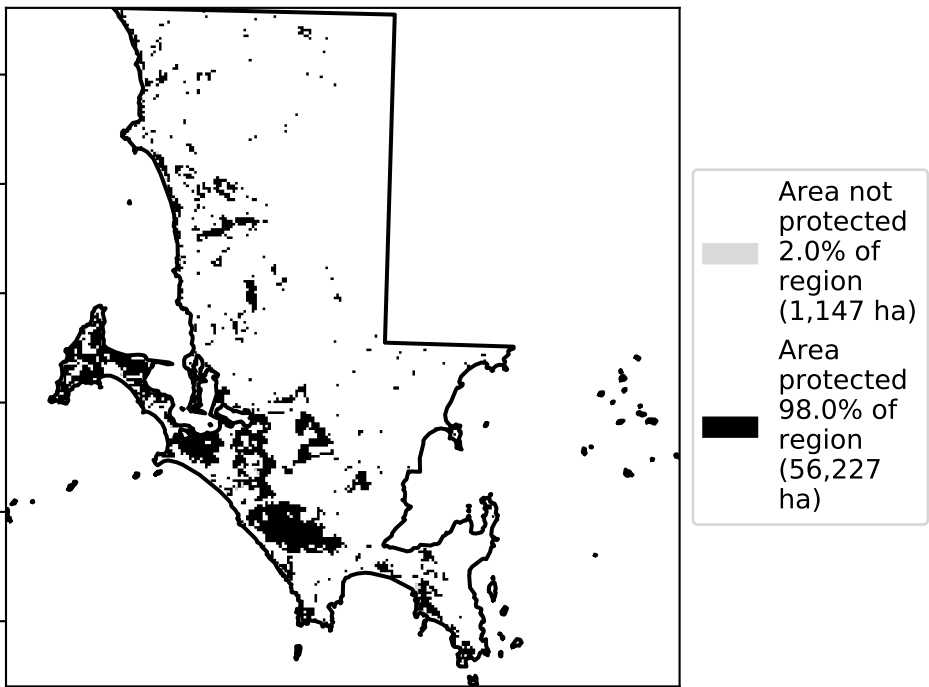 Area not
protected
2.0% of
region
(1,147 ha)
Area
protected
98.0% of
region
(56,227
ha)